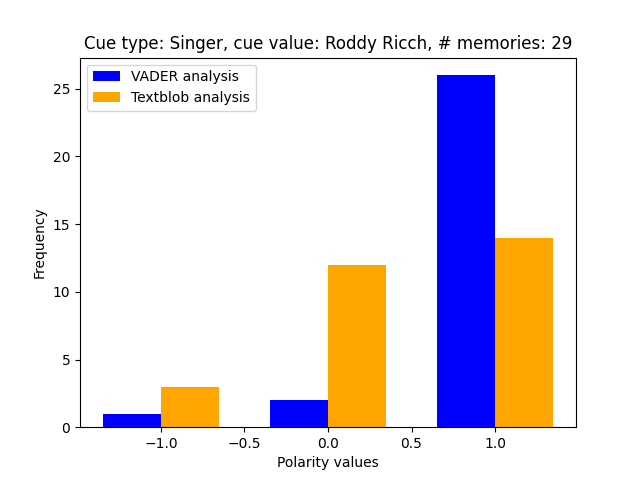 Cue type: Singer, cue value: Roddy Ricch, # memories: 29
VADER analysis
Textblob analysis
25
20
15
10
5
0
Frequency
−1.0 −0.5 0.0 0.5 1.0
Polarity values